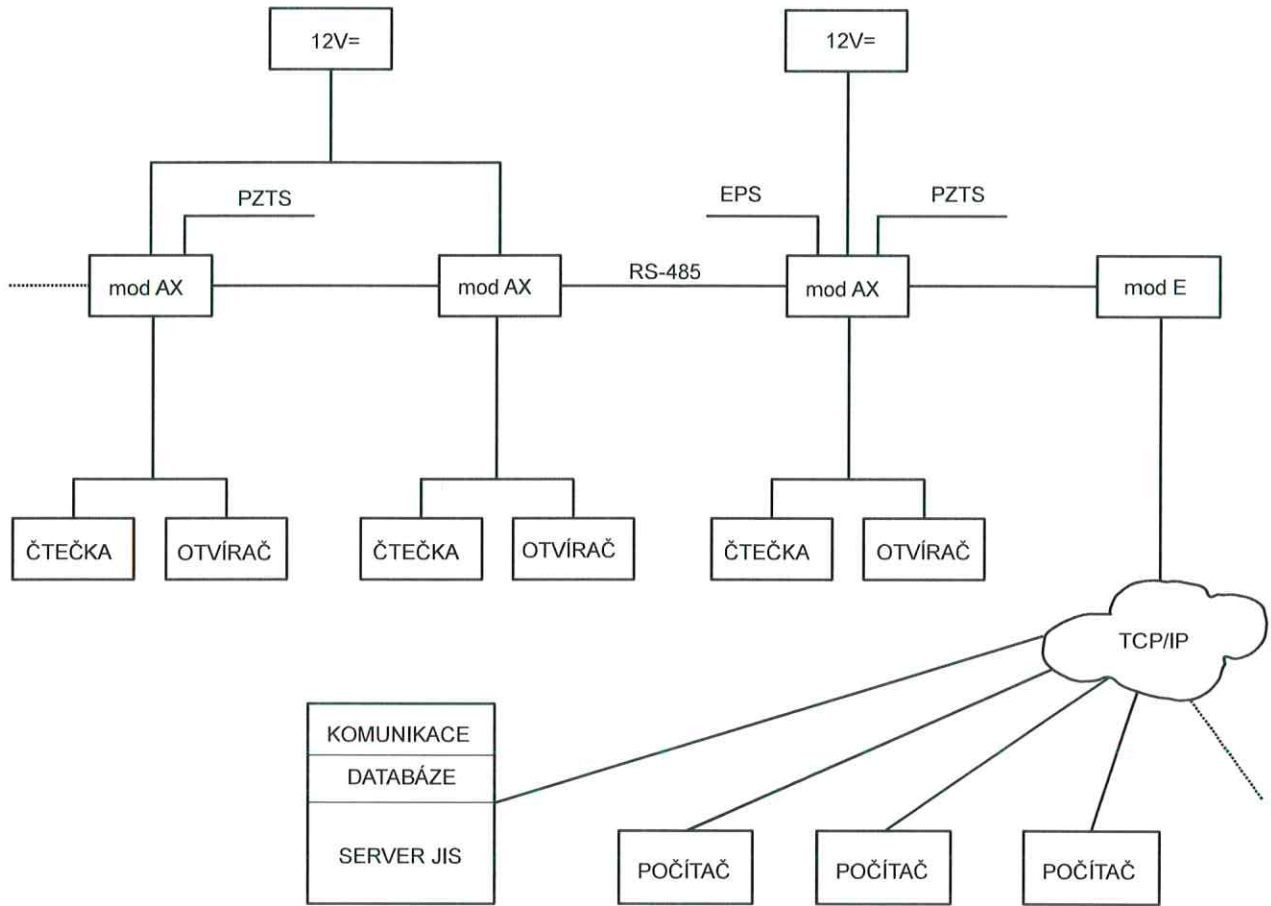 12V=
12V=
PZTS
EPS
PZTS
mod AX
mod AX
RS-485
mod AX
mod E
ČTEČKA
OTVÍRAČ
ČTEČKA
OTVÍRAČ
ČTEČKA
OTVÍRAČ
TCP/IP
KOMUNIKACE
DATABÁZE
SERVER JIS
POČÍTAČ
POČÍTAČ
POČÍTAČ